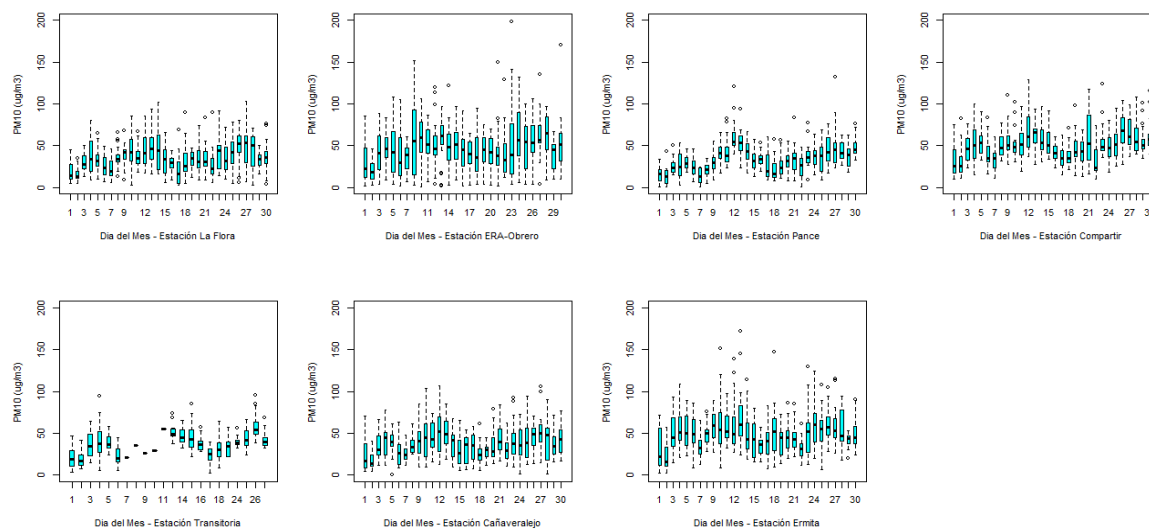 PM10 (ug/m3)
200
150
100
50
0
1 3 5 7 9 12 15 18 21 24 27 30
Dia del Mes - Estación La Flora
PM10 (ug/m3)
200
150
100
50
0
1 3 5 7 11 14 17 20 23 26 29
Dia del Mes - Estación ERA-Obrero
PM10 (ug/m3)
200
150
100
50
0
1 3 5 7 9 12 15 18 21 24 27 30
Dia del Mes - Estación Pance
PM10 (ug/m3)
200
150
100
50
0
1 3 5 7 9 12 15 18 21 24 27
Dia del Mes - Estación Compartir
PM10 (ug/m3)
200
150
100
50
0
1 3 5 7 9 11 14 16 18 24 26
Dia del Mes - Estación Transitoria
PM10 (ug/m3)
200
150
100
50
0
1 3 5 7 9 12 15 18 21 24 27 30
Dia del Mes - Estación Cañaveralejo
PM10 (ug/m3)
200
150
100
50
0
1 3 5 7 9 12 15 18 21 24 27 30
Dia del Mes - Estación Ermita